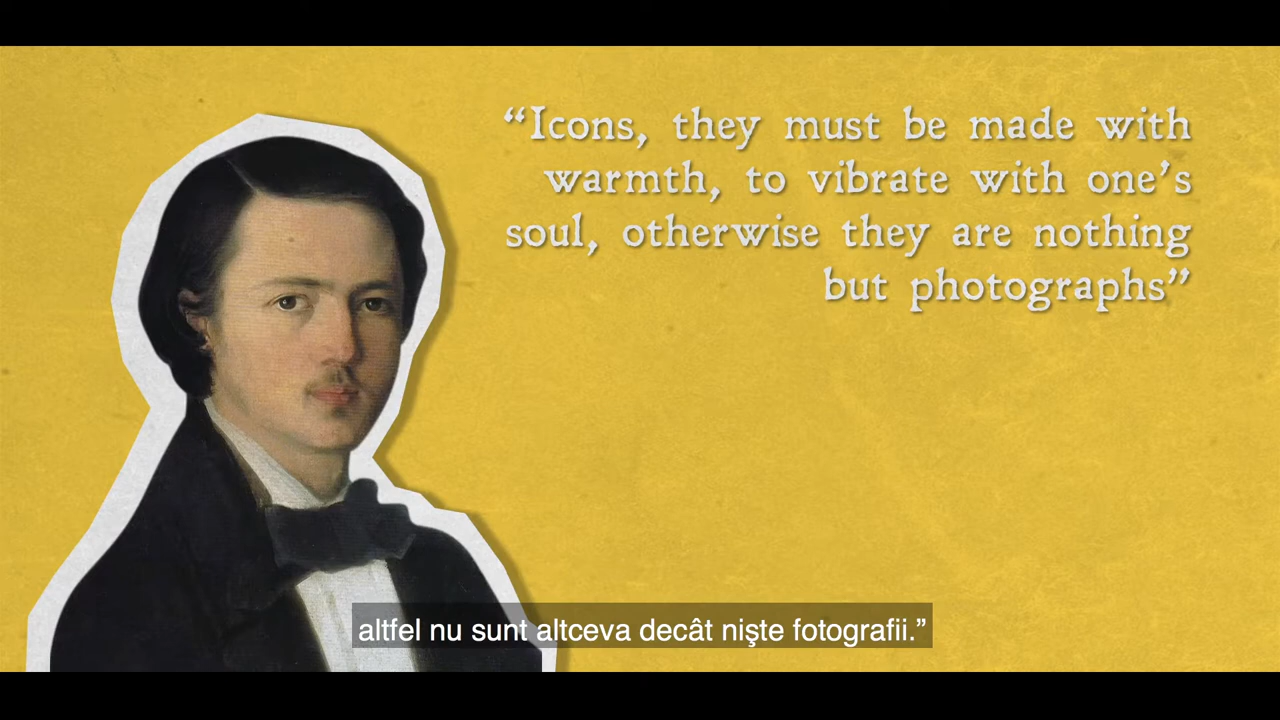 “Icons, they must be made with
warmth, to vibrate with one’s
soul, otherwise they are nothing
but photographs”
altfel nu sunt altceva decât nişte fotografii.”